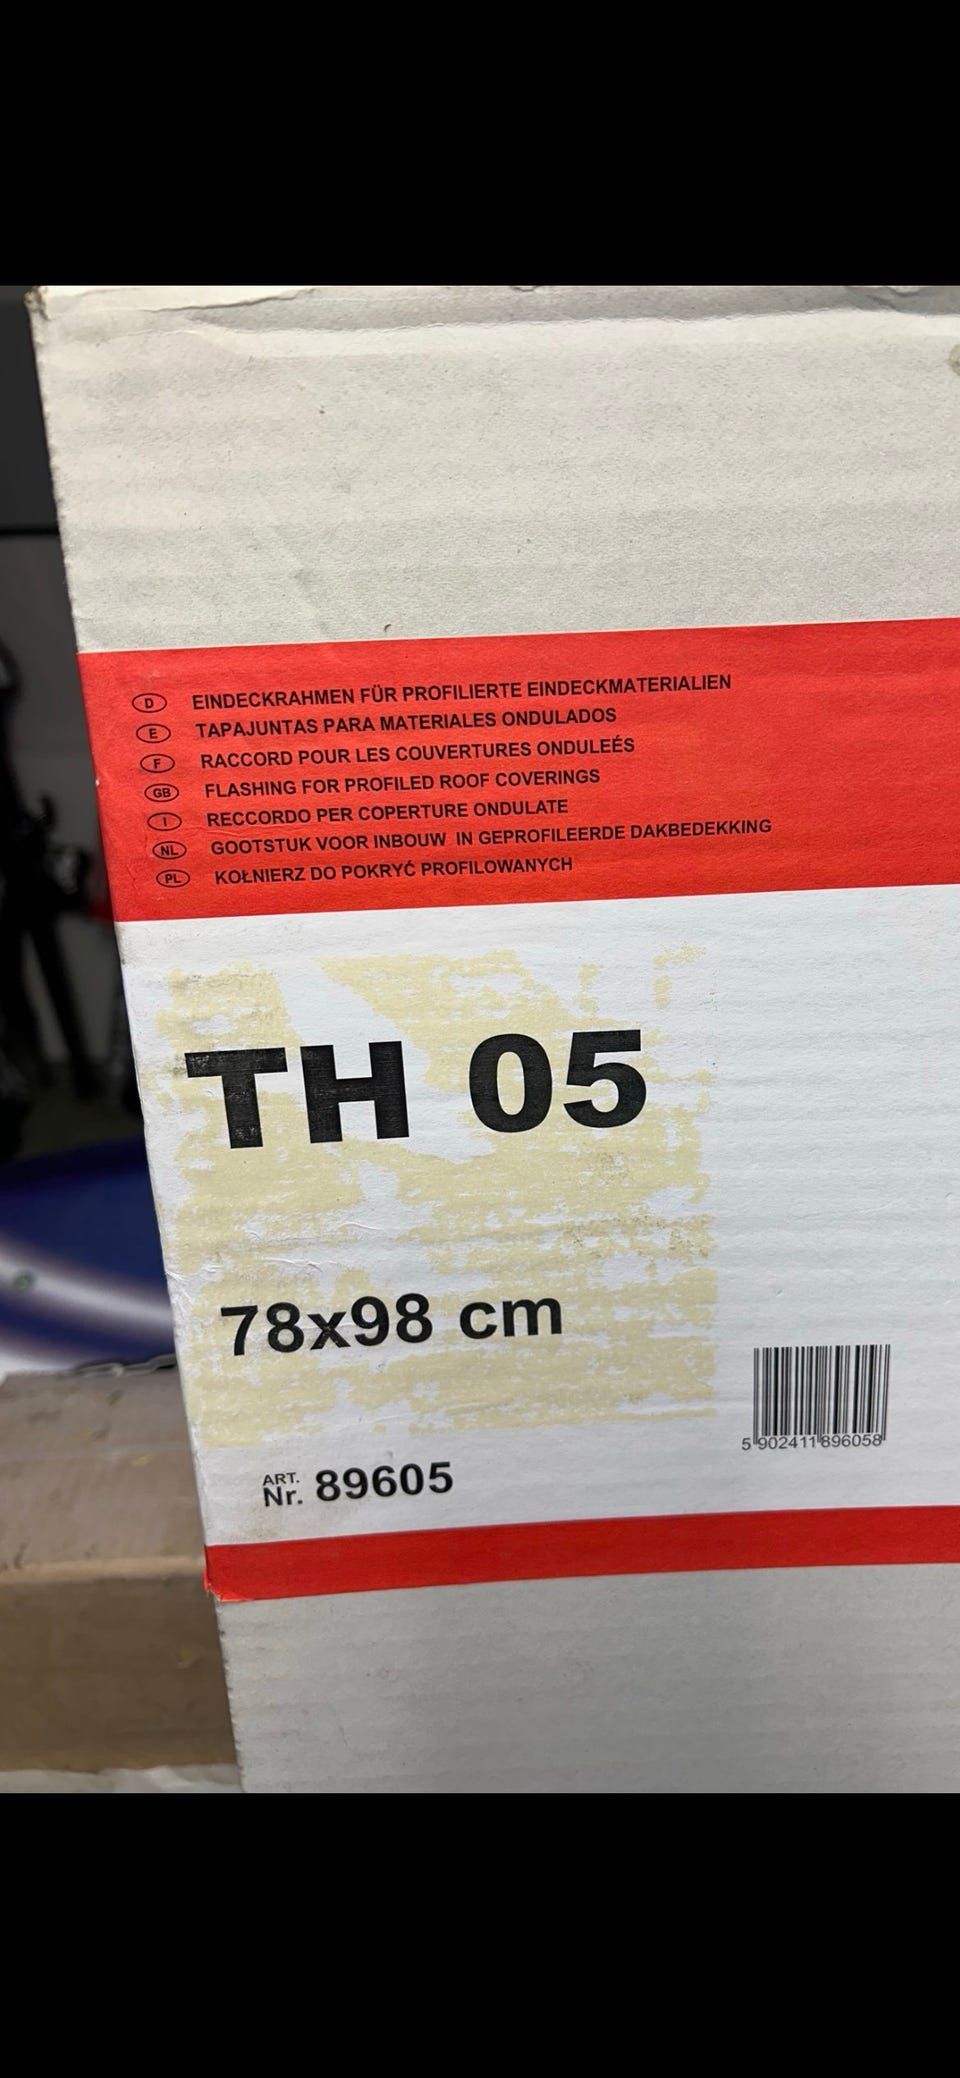 D EINDECKRAHMEN FÜR PROFILIERTE EINDECKMATERIALIEN
E TAPAJUNTAS PARA MATERIALES ONDULADOS
F RACCORD POUR LES COUVERTURES ONDULEÉS
GB FLASHING FOR PROFILED ROOF COVERINGS
I RECCORDO PER COPERTURE ONDULATE
NL GOOTSTUK VOOR INBOUW IN GEPROFILEERDE DAKBEDEKKING
PL KOŁNIERZ DO POKRYĆ PROFILOWANYCH
TH 05
78x98 cm
5 902411 896058
ART. Nr. 89605